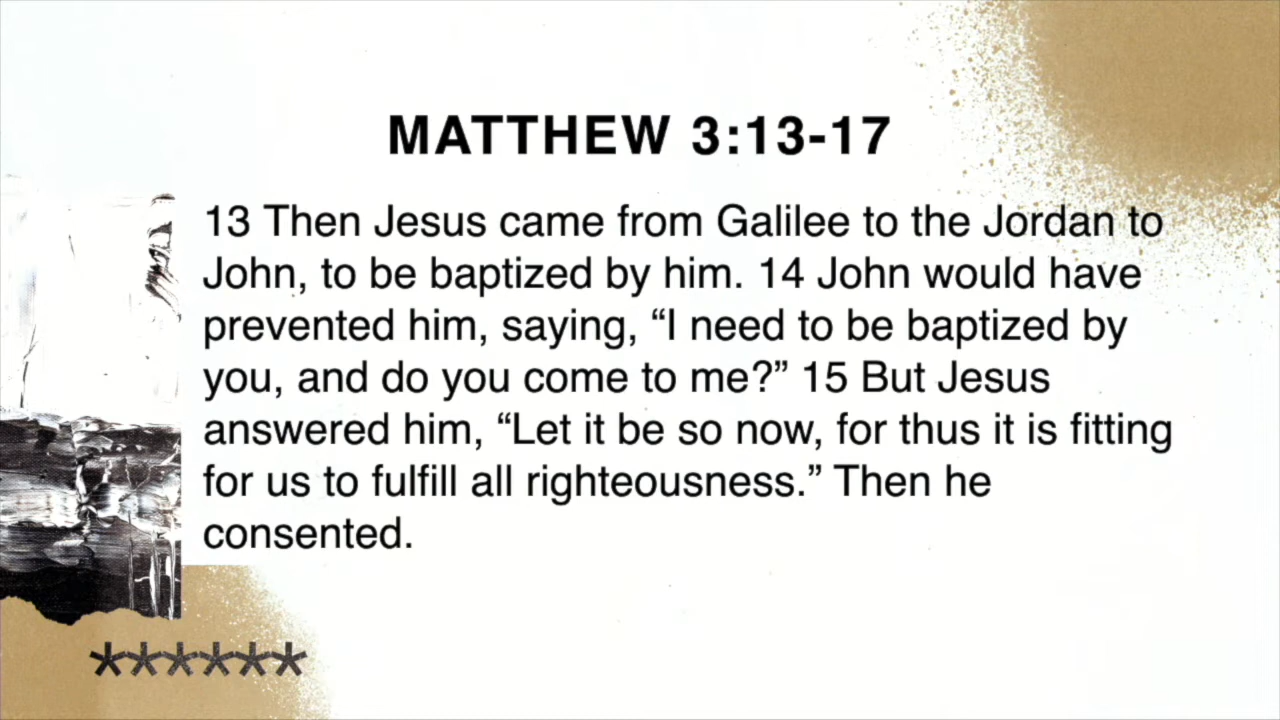 MATTHEW 3:13-17
13 Then Jesus came from Galilee to the Jordan to
John, to be baptized by him. 14 John would have
prevented him, saying, “I need to be baptized by
you, and do you come to me?” 15 But Jesus
answered him, “Let it be so now, for thus it is fitting
for us to fulfill all righteousness.” Then he
consented.
******